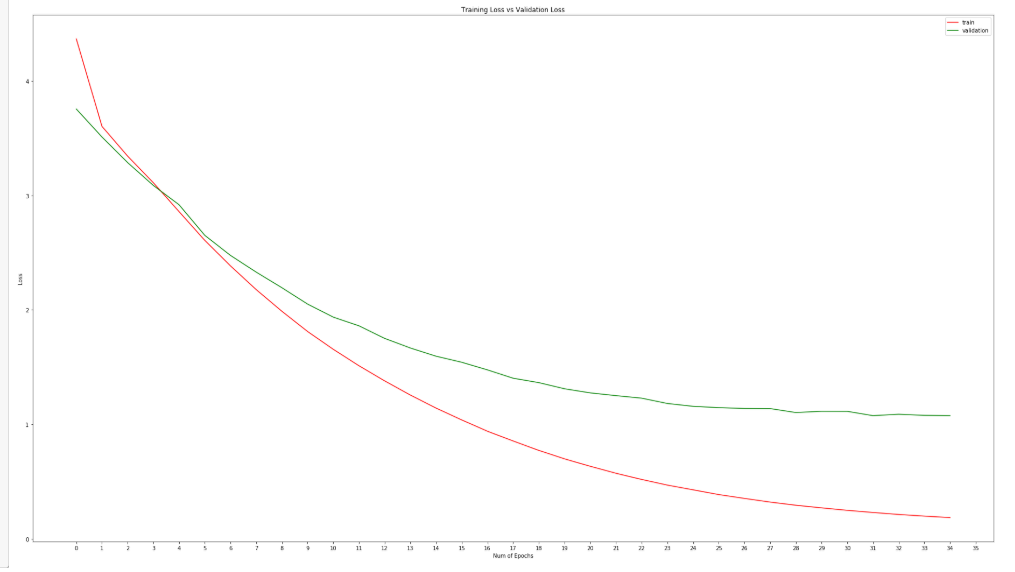 Training Loss vs Validation Loss
train
validation
4
3
2
1
0
Loss
0 1 2 3 4 5 6 7 8 9 10 11 12 13 14 15 16 17 18 19 20 21 22 23 24 25 26 27 28 29 30 31 32 33 34 35
Num of Epochs